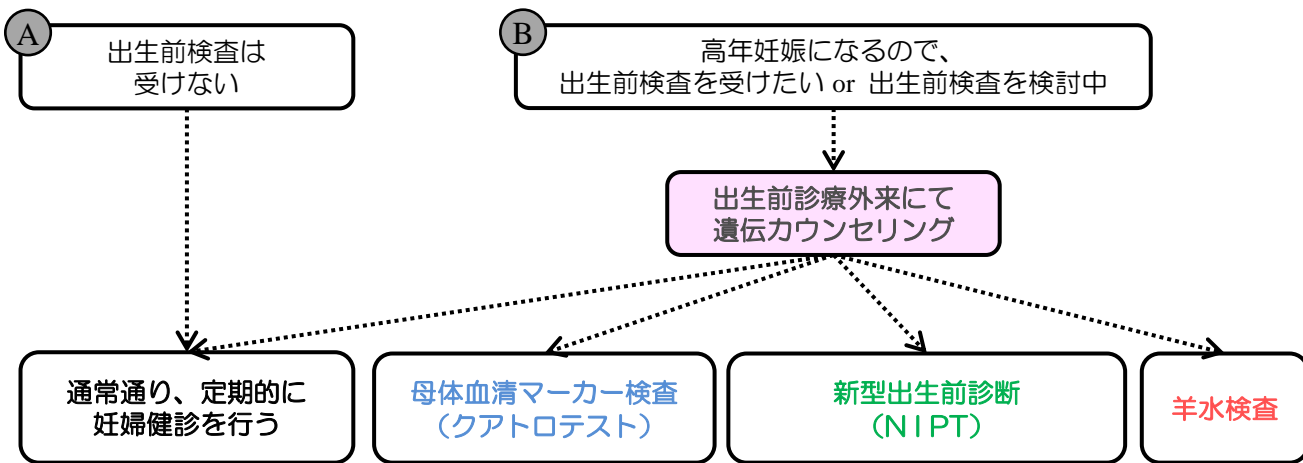 A
出生前検査は
受けない
B
高年妊娠になるので、
出生前検査を受けたい or 出生前検査を検討中
出生前診療外来にて
遺伝カウンセリング
通常通り、定期的に
妊婦健診を行う
母体血清マーカー検査
（クアトロテスト）
新型出生前診断
（NIPT）
羊水検査